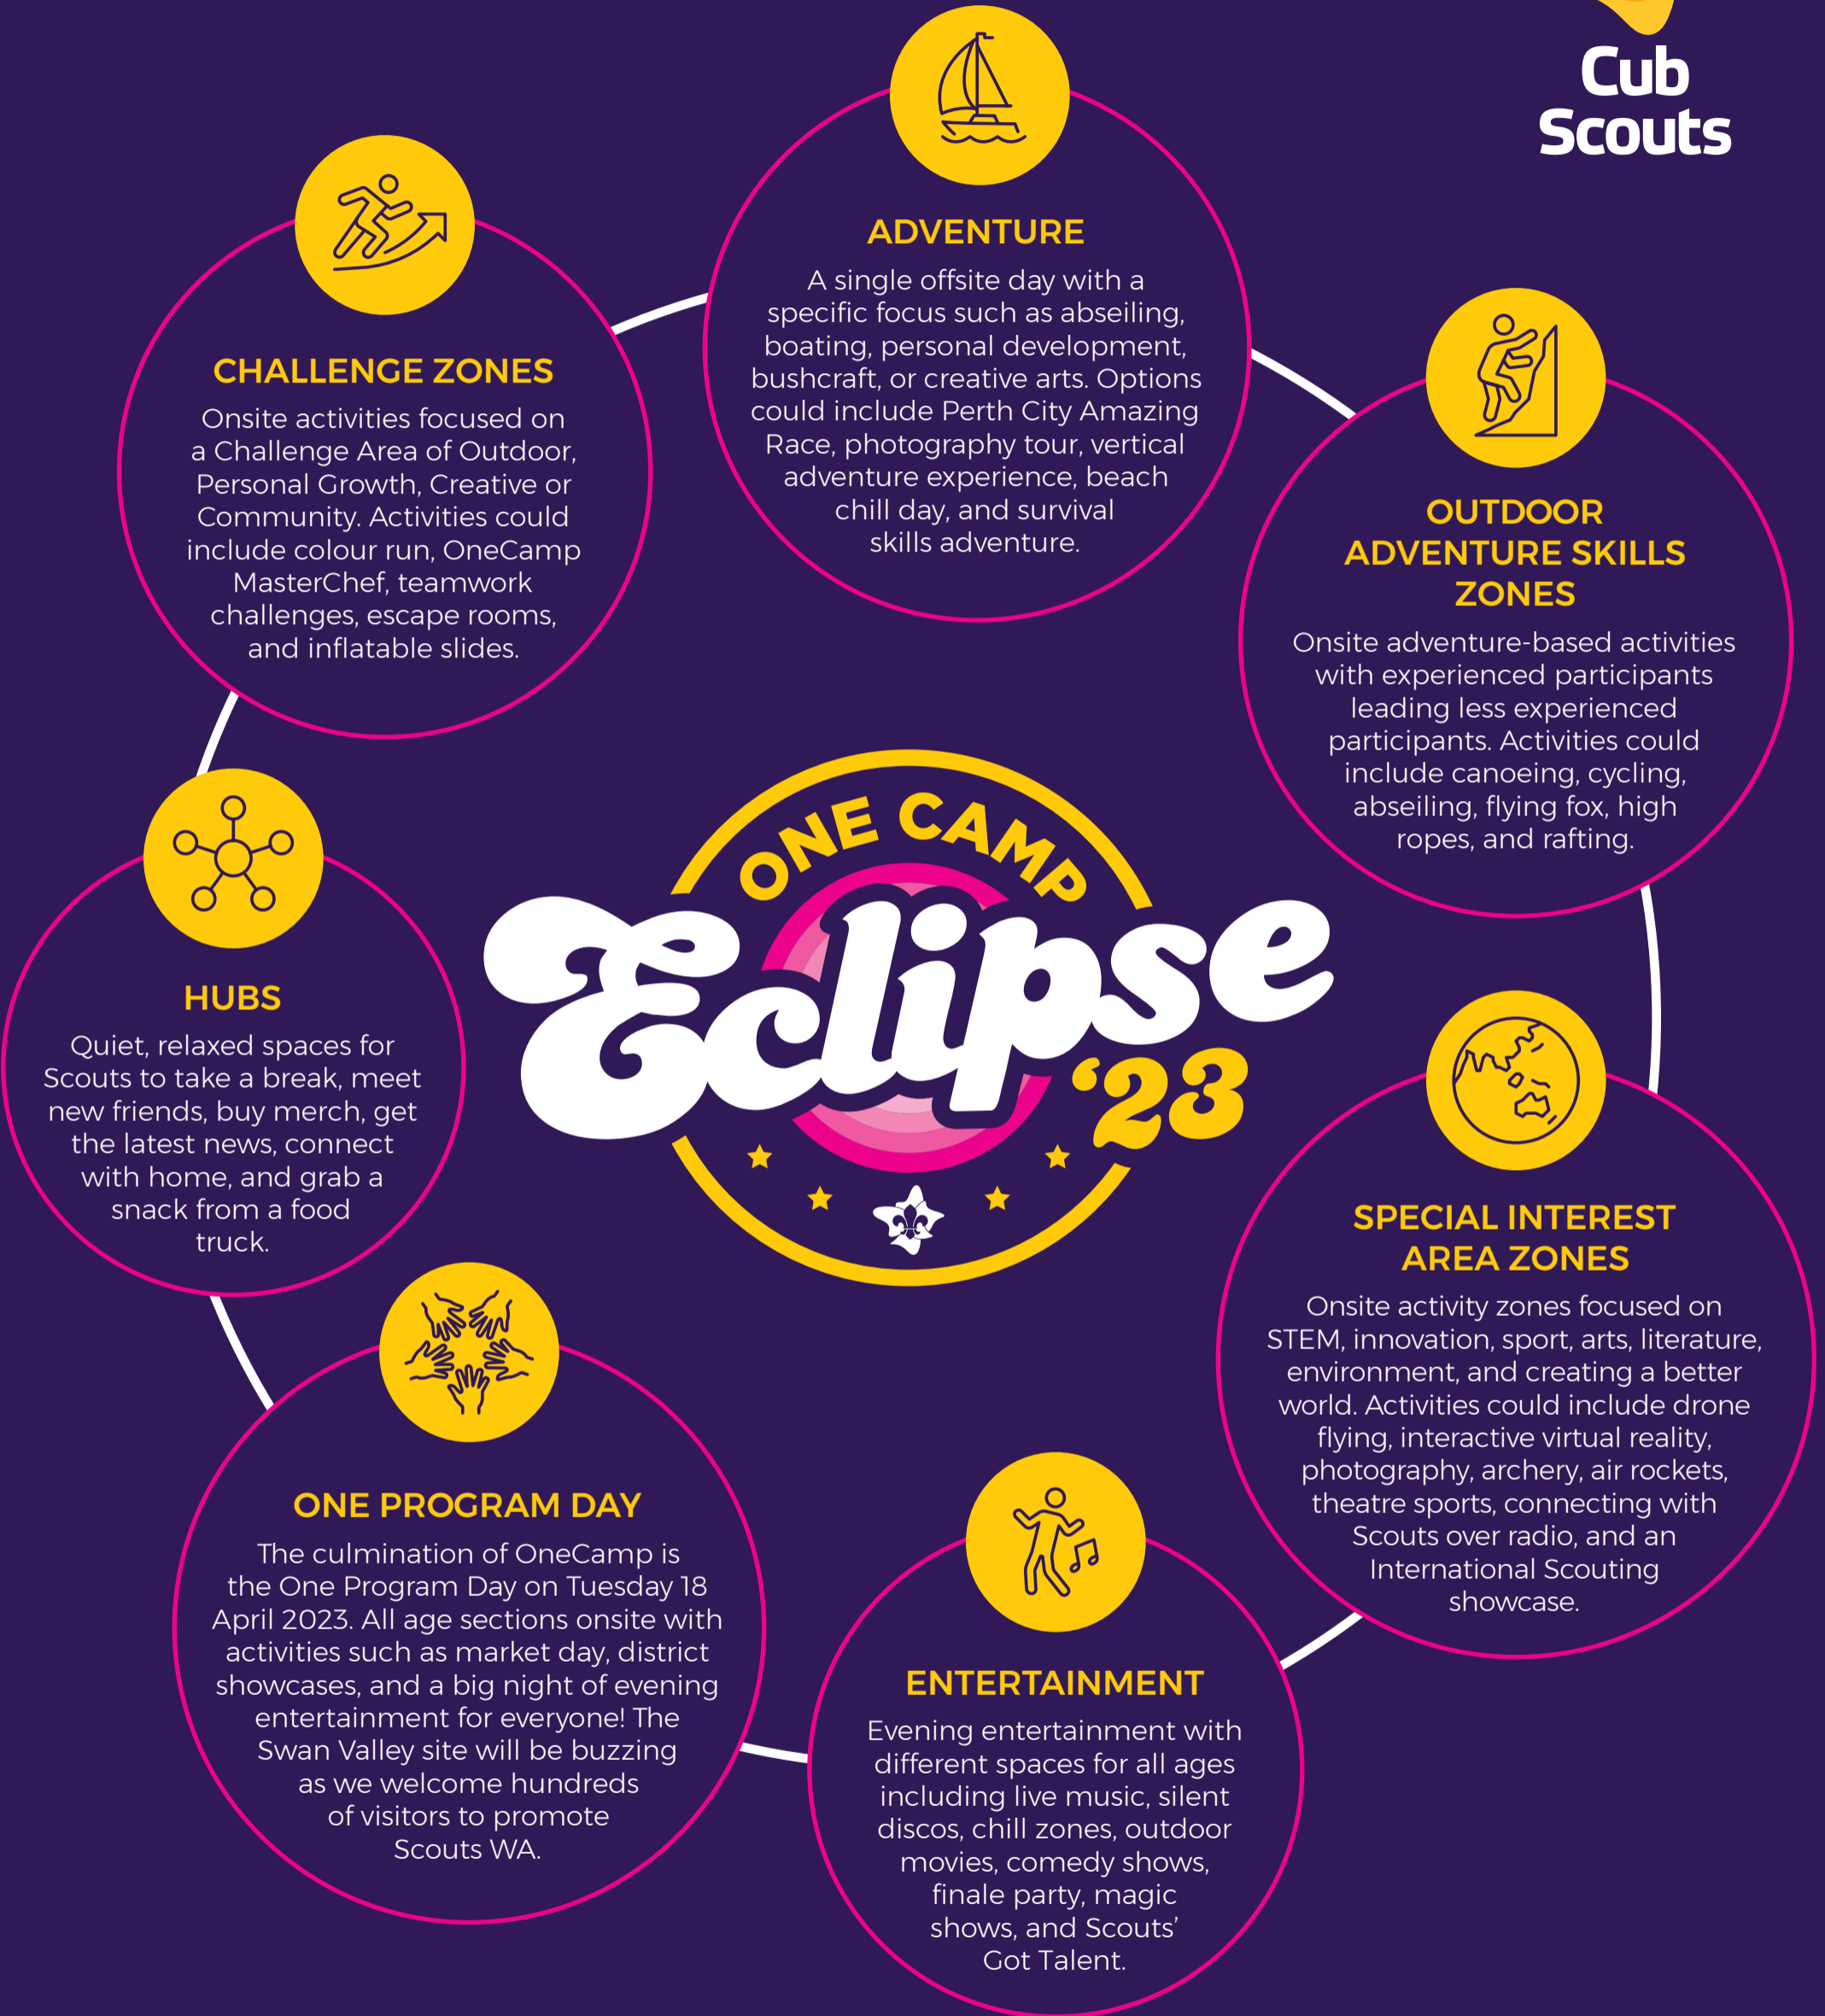 Cub
Scouts
ADVENTURE
A single offsite day with a
specific focus such as abseiling,
boating, personal development,
bushcraft, or creative arts. Options
could include Perth City Amazing
Race, photography tour, vertical
adventure experience, beach
chill day, and survival
skills adventure.
CHALLENGE ZONES
Onsite activities focused on
a Challenge Area of Outdoor,
Personal Growth, Creative or
Community. Activities could
include colour run, OneCamp
MasterChef, teamwork
challenges, escape rooms,
and inflatable slides.
OUTDOOR
ADVENTURE SKILLS
ZONES
Onsite adventure-based activities
with experienced participants
leading less experienced
participants. Activities could
include canoeing, cycling,
abseiling, flying fox, high
ropes, and rafting.
ONE CAMP
Eclipse
'23
HUBS
Quiet, relaxed spaces for
Scouts to take a break, meet
new friends, buy merch, get
the latest news, connect
with home, and grab a
snack from a food
truck.
SPECIAL INTEREST
AREA ZONES
Onsite activity zones focused on
STEM, innovation, sport, arts, literature,
environment, and creating a better
world. Activities could include drone
flying, interactive virtual reality,
photography, archery, air rockets,
theatre sports, connecting with
Scouts over radio, and an
International Scouting
showcase.
ONE PROGRAM DAY
The culmination of OneCamp is
the One Program Day on Tuesday 18
April 2023. All age sections onsite with
activities such as market day, district
showcases, and a big night of evening
entertainment for everyone! The
Swan Valley site will be buzzing
as we welcome hundreds
of visitors to promote
Scouts WA.
ENTERTAINMENT
Evening entertainment with
different spaces for all ages
including live music, silent
discos, chill zones, outdoor
movies, comedy shows,
finale party, magic
shows, and Scouts'
Got Talent.